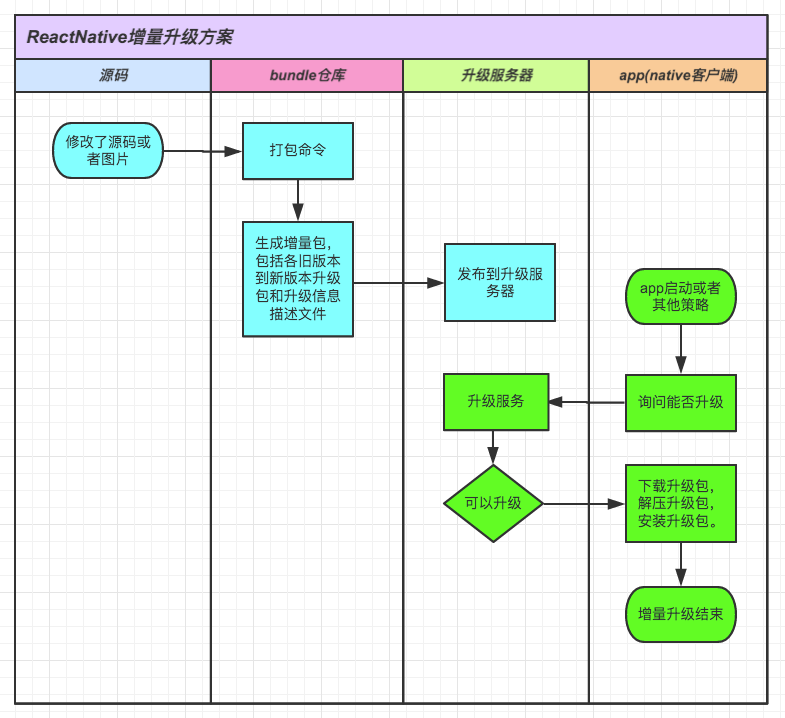 ReactNative增量升级方案
源码
bundle仓库
升级服务器
app(native客户端)
修改了源码或
者图片
打包命令
生成增量包，
包括各旧版本
到新版本升级
包和升级信息
描述文件
发布到升级服
务器
app启动或者
其他策略
升级服务
询问能否升级
可以升级
下载升级包，
解压升级包，
安装升级包。
增量升级结束